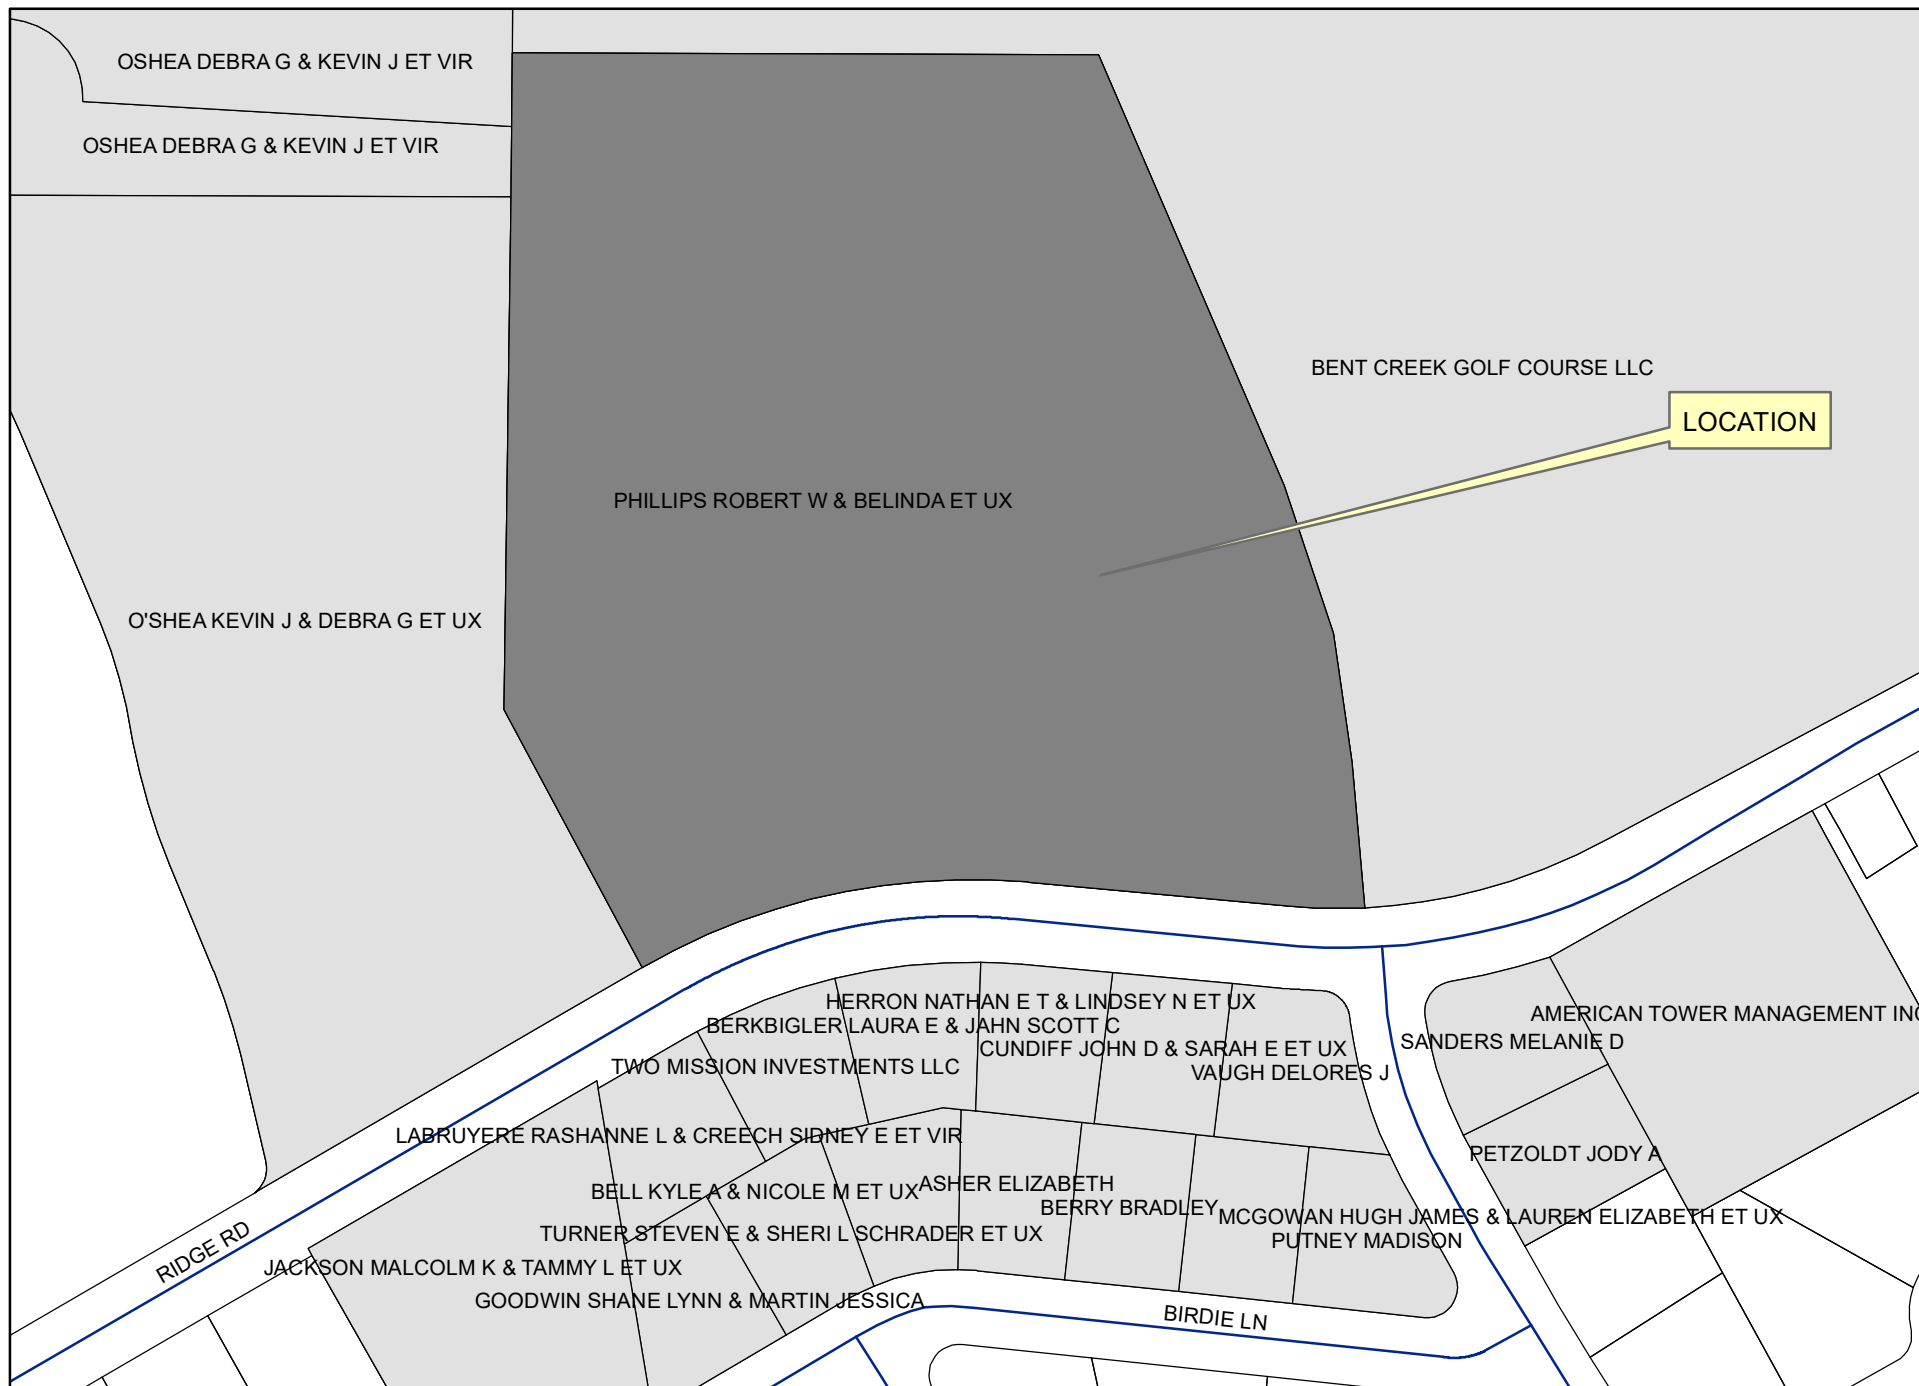 OSHEA DEBRA G & KEVIN J ET VIR
OSHEA DEBRA G & KEVIN J ET VIR
BENT CREEK GOLF COURSE LLC
LOCATION
PHILLIPS ROBERT W & BELINDA ET UX
O'SHEA KEVIN J & DEBRA G ET UX
HERRON NATHAN E T & LINDSEY N ET UX
AMERICAN TOWER MANAGEMENT INC
BERKBIGLER LAURA E & JAHN SCOTT C
SANDERS MELANIE D
CUNDIFF JOHN D & SARAH E ET UX
TWO MISSION INVESTMENTS LLC
VAUGH DELORES J
LABRUYERE RASHANNE L & CREECH SIDNEY E ET VIR
PETZOLDT JODY A
ASHER ELIZABETH
BELL KYLE A & NICOLE M ET UX
BERRY BRADLEY
MCGOWAN HUGH JAMES & LAUREN ELIZABETH ET UX
TURNER STEVEN E & SHERI L SCHRADER ET UX
PUTNEY MADISON
RIDGE RD
JACKSON MALCOLM K & TAMMY L ET UX
GOODWIN SHANE LYNN & MARTIN JESSICA
BIRDIE LN